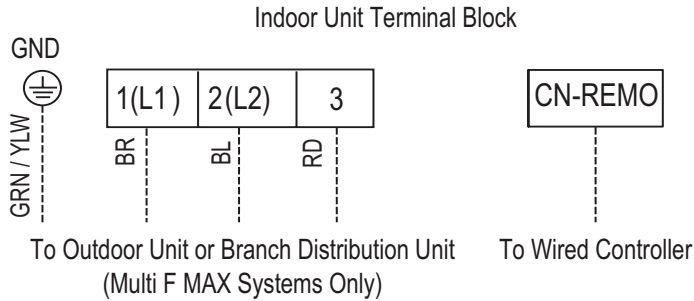 Indoor Unit Terminal Block
GND
1(L1) 2(L2) 3
CN-REMO
GRN / YLW
BR
BL
RD
To Outdoor Unit or Branch Distribution Unit
(Multi F MAX Systems Only)
To Wired Controller